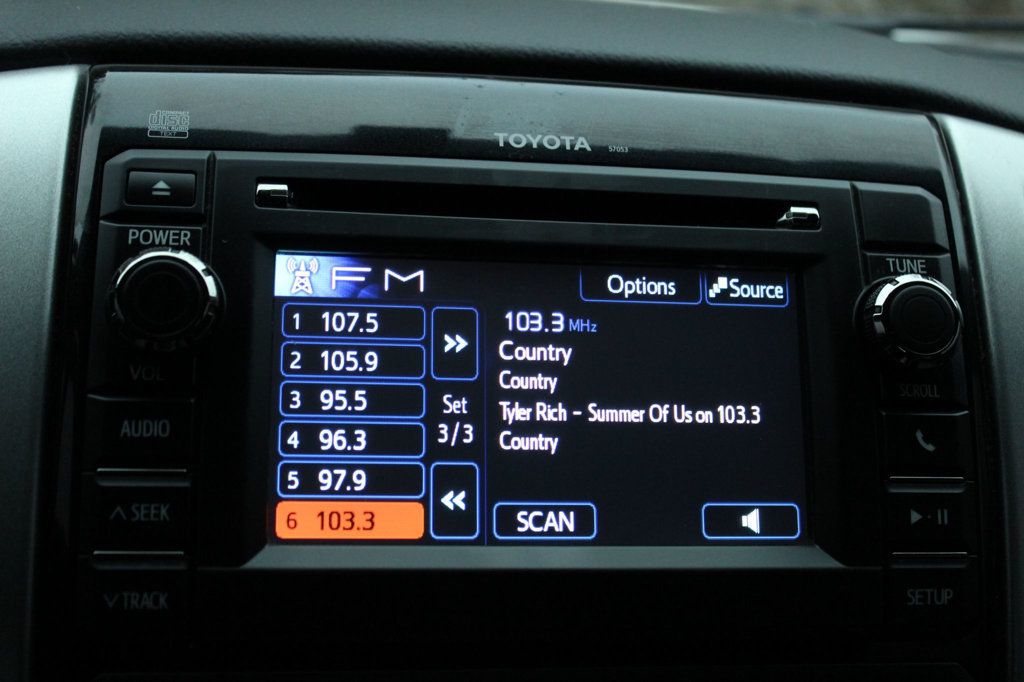 COMPACT
disc
DIGITAL AUDIO
TEXT
TOYOTA 57053
POWER
TUNE
FM
Options
Source
1 107.5
2 105.9
3 95.5
4 96.3
5 97.9
6 103.3
Set
3/3
103.3 MHz
Country
Country
Tyler Rich - Summer Of Us on 103.3
Country
SCAN
VOL
AUDIO
SEEK
TRACK
SCROLL
SETUP